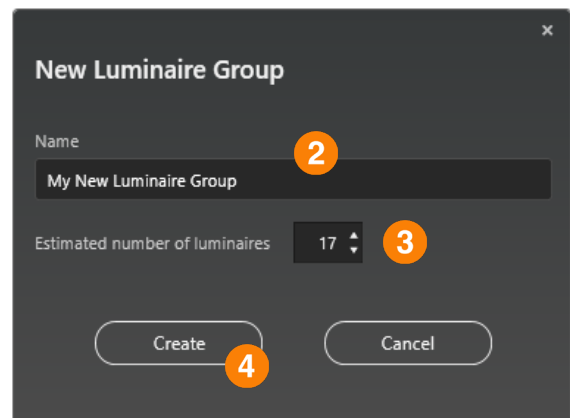 ×
New Luminaire Group
Name
2
My New Luminaire Group
Estimated number of luminaires 17 3
Create Cancel
4